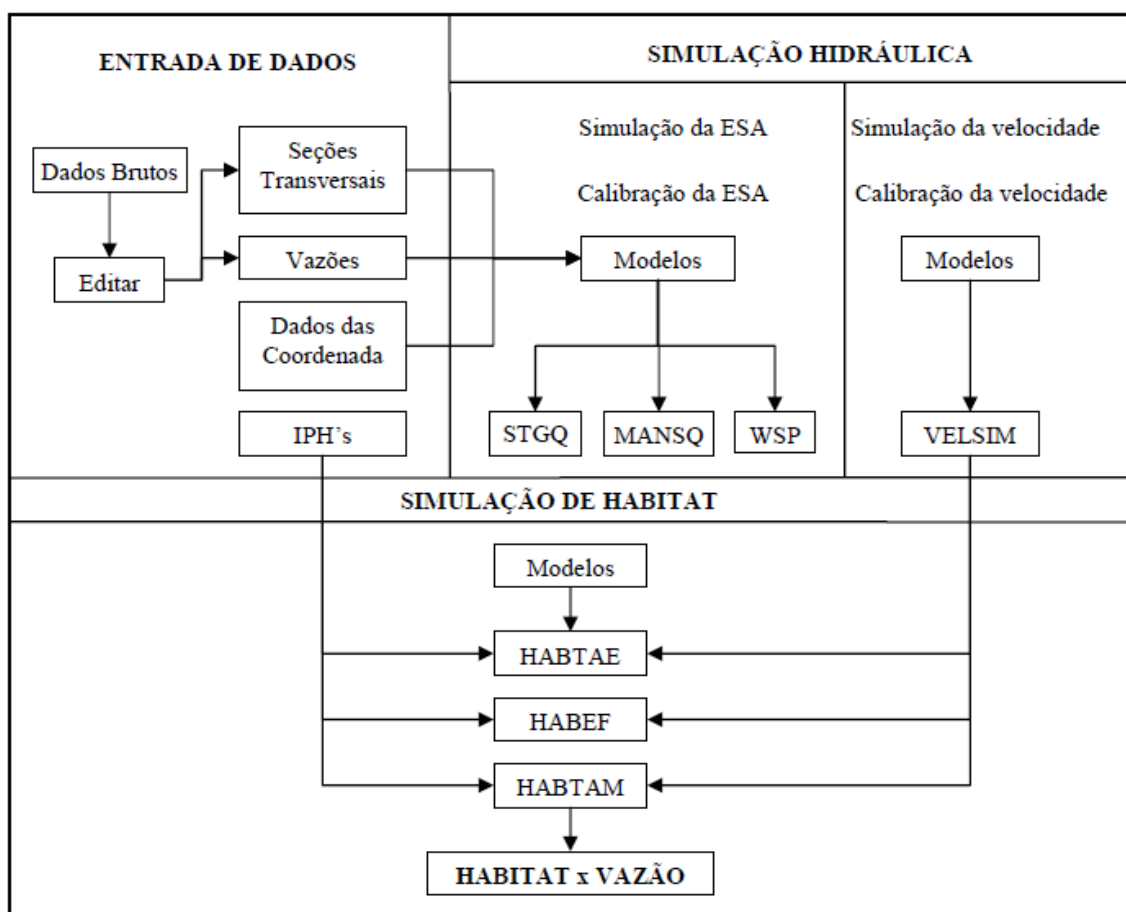 ENTRADA DE DADOS
Dados Brutos
Editar
Seções
Transversais
Vazões
Dados das
Coordenada
IPH's
SIMULAÇÃO HIDRÁULICA
Simulação da ESA
Calibração da ESA
Modelos
STGQ
MANSQ
WSP
Simulação da velocidade
Calibração da velocidade
Modelos
VELSIM
SIMULAÇÃO DE HABITAT
Modelos
HABTAE
HABEF
HABTAM
HABITAT x VAZÃO